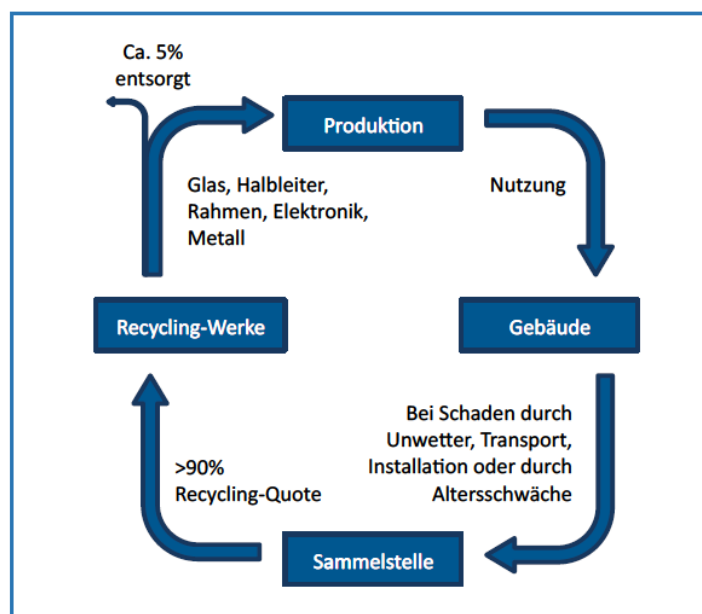 Ca. 5%
entsorgt
Produktion
Glas, Halbleiter,
Rahmen, Elektronik,
Metall
Nutzung
Recycling-Werke
Gebäude
Bei Schaden durch
Unwetter, Transport,
Installation oder durch
Altersschwäche
>90%
Recycling-Quote
Sammelstelle